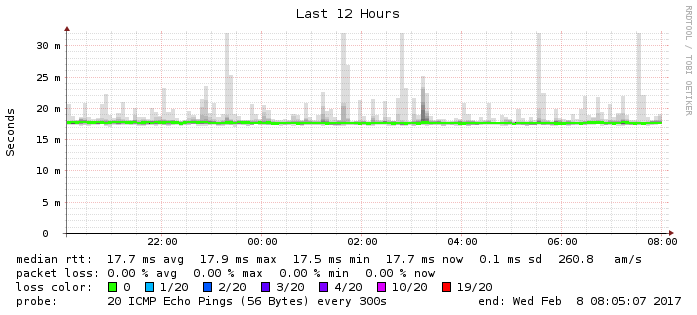 Last 12 Hours
RRDTOOL / TOBI OETIKER
Seconds
30 m
25 m
20 m
15 m
10 m
5 m
0
22:00 00:00 02:00 04:00 06:00 08:00
median rtt: 17.7 ms avg 17.9 ms max 17.5 ms min 17.7 ms now 0.1 ms sd 260.8 am/s
packet loss: 0.00 % avg 0.00 % max 0.00 % min 0.00 % now
loss color: 0 1/20 2/20 3/20 4/20 10/20 19/20
probe: 20 ICMP Echo Pings (56 Bytes) every 300s end: Wed Feb 8 08:05:07 2017